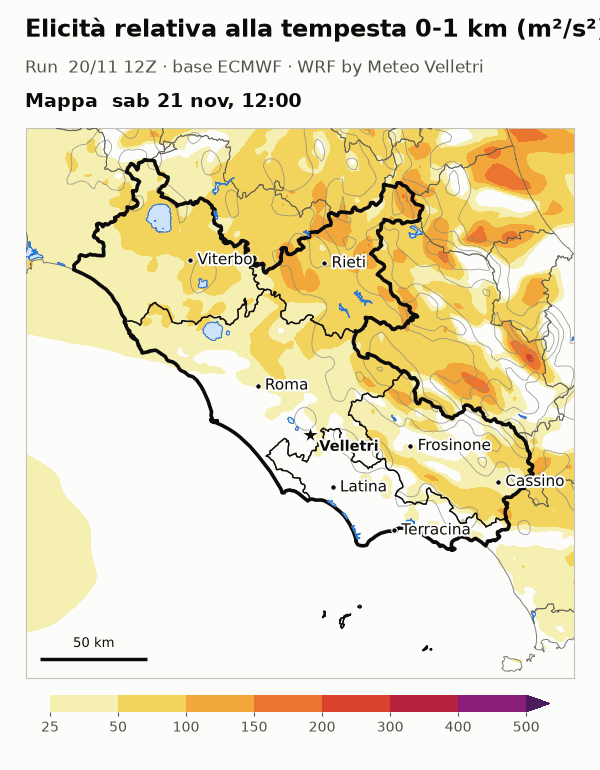 Elicità relativa alla tempesta 0-1 km (m²/s²)
Run  20/11 12Z · base ECMWF · WRF by Meteo Velletri
Mappa  sab 21 nov, 12:00
Viterbo
Rieti
Roma
Velletri
Frosinone
Cassino
Latina
Terracina
50 km
25 50 100 150 200 300 400 500